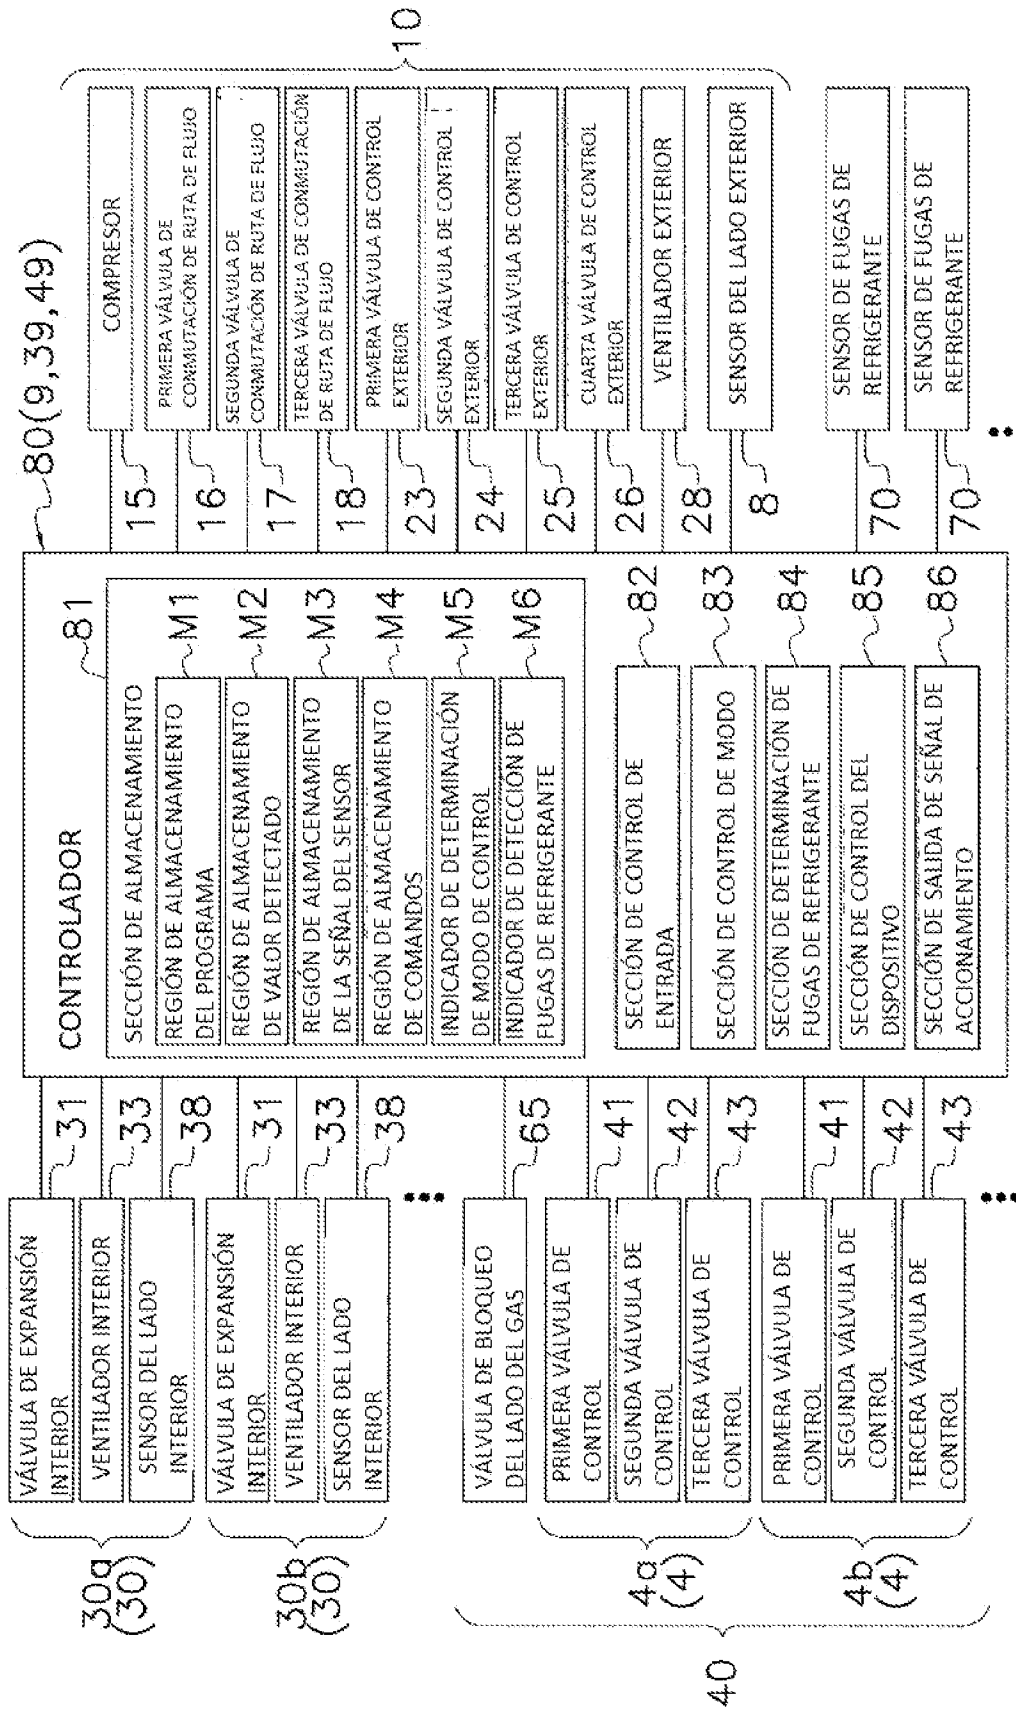 80(9,39,49)
CONTROLADOR
81
SECCIÓN DE ALMACENAMIENTO
REGIÓN DE ALMACENAMIENTO
DEL PROGRAMA
M1
REGIÓN DE ALMACENAMIENTO
DE VALOR DETECTADO
M2
REGIÓN DE ALMACENAMIENTO
DE LA SEÑAL DEL SENSOR
M3
REGIÓN DE ALMACENAMIENTO
DE COMANDOS
M4
INDICADOR DE DETERMINACIÓN
DE MODO DE CONTROL
M5
INDICADOR DE DETECCIÓN DE
FUGAS DE REFRIGERANTE
M6
SECCIÓN DE CONTROL DE
ENTRADA
82
SECCIÓN DE CONTROL DE MODO
83
SECCIÓN DE DETERMINACIÓN DE
FUGAS DE REFRIGERANTE
84
SECCIÓN DE CONTROL DEL
DISPOSITIVO
85
SECCIÓN DE SALIDA DE SEÑAL DE
ACCIONAMIENTO
86
30a
(30)
VÁLVULA DE EXPANSIÓN
INTERIOR
31
VENTILADOR INTERIOR
33
SENSOR DEL LADO
INTERIOR
38
30b
(30)
VÁLVULA DE EXPANSIÓN
INTERIOR
31
VENTILADOR INTERIOR
33
SENSOR DEL LADO
INTERIOR
38
40
VÁLVULA DE BLOQUEO
DEL LADO DEL GAS
65
4a
(4)
PRIMERA VÁLVULA DE
CONTROL
41
SEGUNDA VÁLVULA DE
CONTROL
42
TERCERA VÁLVULA DE
CONTROL
43
4b
(4)
PRIMERA VÁLVULA DE
CONTROL
41
SEGUNDA VÁLVULA DE
CONTROL
42
TERCERA VÁLVULA DE
CONTROL
43
10
15
COMPRESOR
16
PRIMERA VÁLVULA DE
CONMUTACIÓN DE RUTA DE FLUJO
17
SEGUNDA VÁLVULA DE
CONMUTACIÓN DE RUTA DE FLUJO
18
TERCERA VÁLVULA DE CONMUTACIÓN
DE RUTA DE FLUJO
23
PRIMERA VÁLVULA DE CONTROL
EXTERIOR
24
SEGUNDA VÁLVULA DE CONTROL
EXTERIOR
25
TERCERA VÁLVULA DE CONTROL
EXTERIOR
26
CUARTA VÁLVULA DE CONTROL
EXTERIOR
28
VENTILADOR EXTERIOR
8
SENSOR DEL LADO EXTERIOR
70
SENSOR DE FUGAS DE
REFRIGERANTE
70
SENSOR DE FUGAS DE
REFRIGERANTE